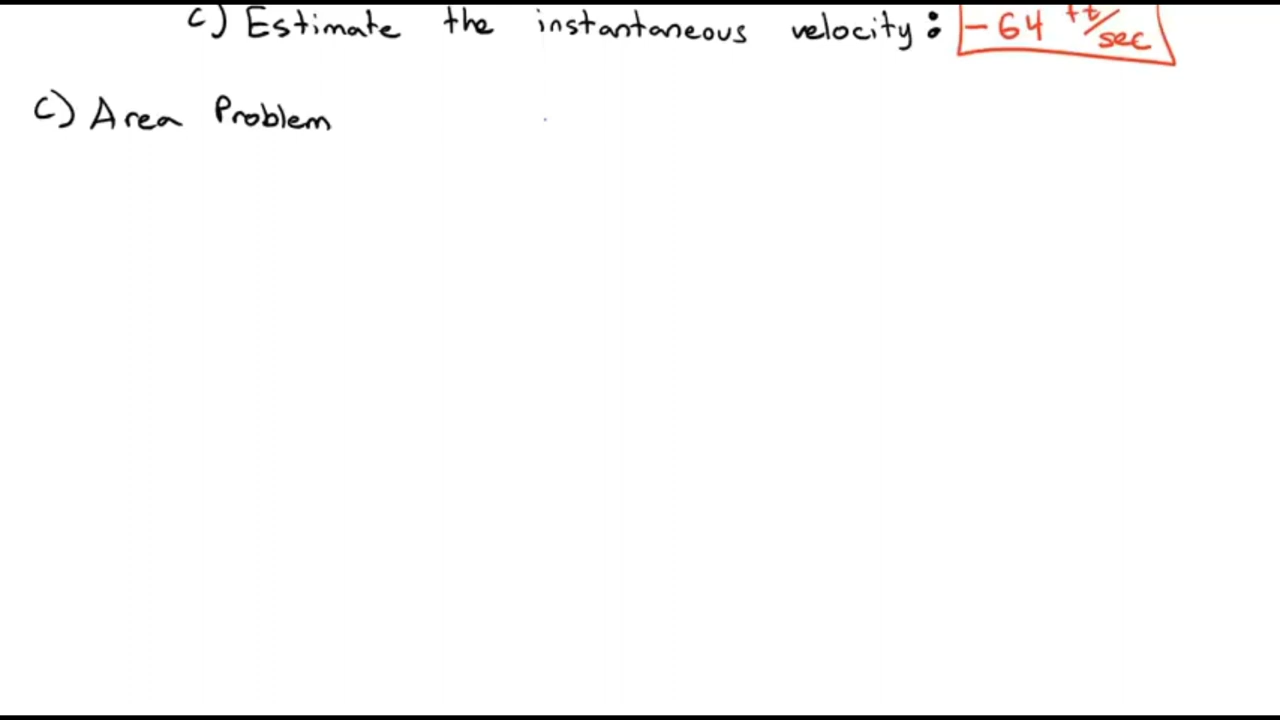 c) Estimate the instantaneous velocity: -64 ft/sec
C) Area Problem